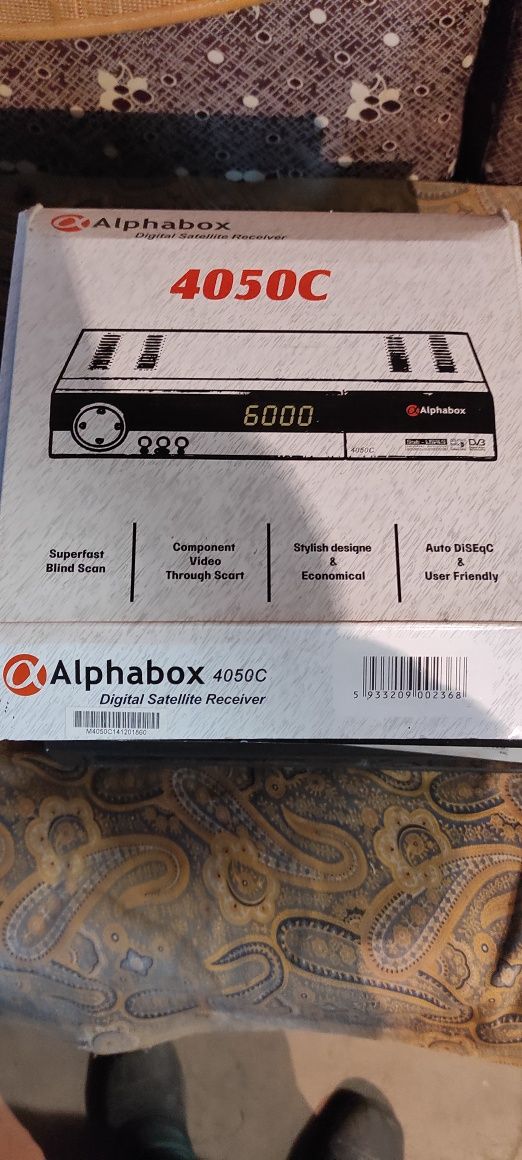 Alphabox
Digital Satellite Receiver
4050C
6000
Alphabox
4050C
DVB
Superfast
Blind Scan
Component
Video
Through Scart
Stylish designe
&
Economical
Auto DiSEqC
&
User Friendly
Alphabox 4050C
Digital Satellite Receiver
5 933209 002368
M4050C141201860